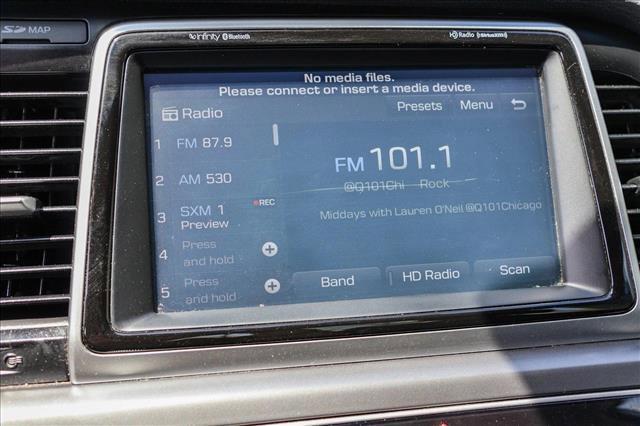 SD MAP
Infinity Bluetooth
HD Radio (siriusxm)
No media files.
Please connect or insert a media device.
Radio
Presets Menu
1 FM 87.9
2 AM 530
3 SXM 1
Preview
REC
4 Press
and hold
5 Press
and hold
FM 101.1
@Q101Chi Rock
Middays with Lauren O'Neil @Q101Chicago
Band
HD Radio
Scan